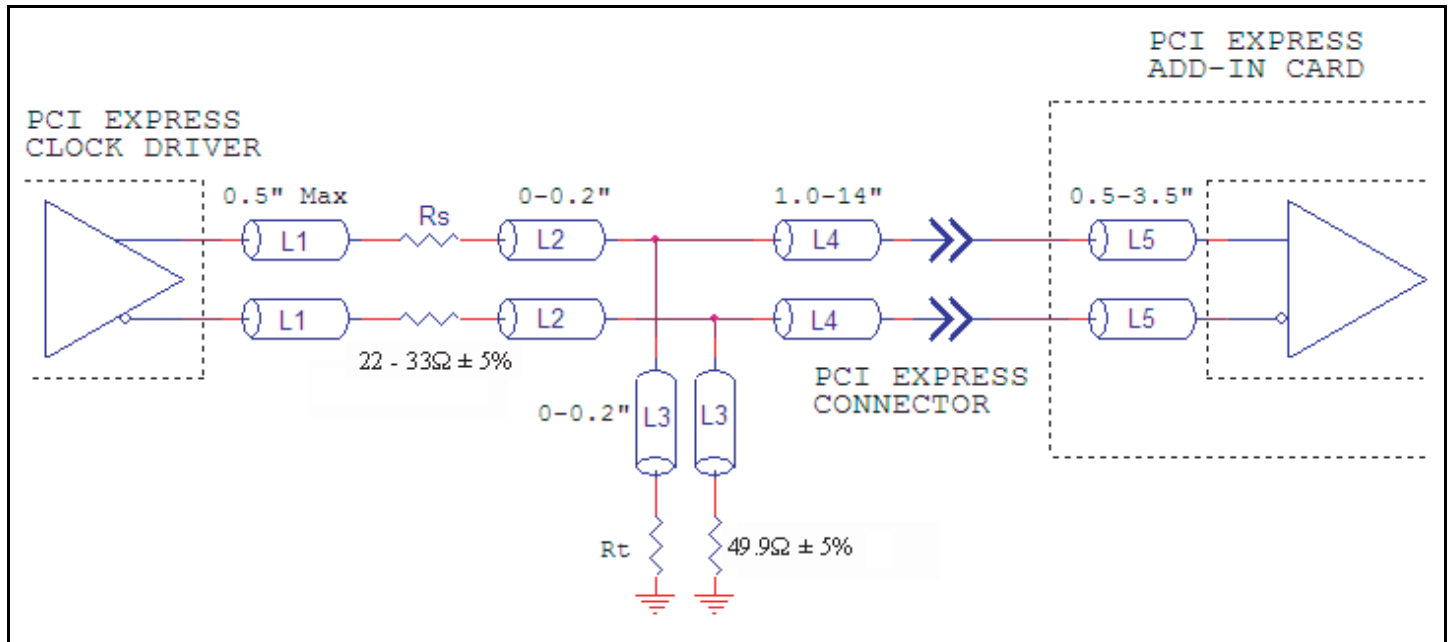 PCI EXPRESS
ADD-IN CARD
PCI EXPRESS
CLOCK DRIVER
0.5" Max
Rs
0-0.2"
1.0-14"
0.5-3.5"
L1
L2
L4
L5
L1
L2
L4
L5
22 - 33Ω ± 5%
PCI EXPRESS
CONNECTOR
0-0.2"
L3
L3
Rt
49.9Ω ± 5%